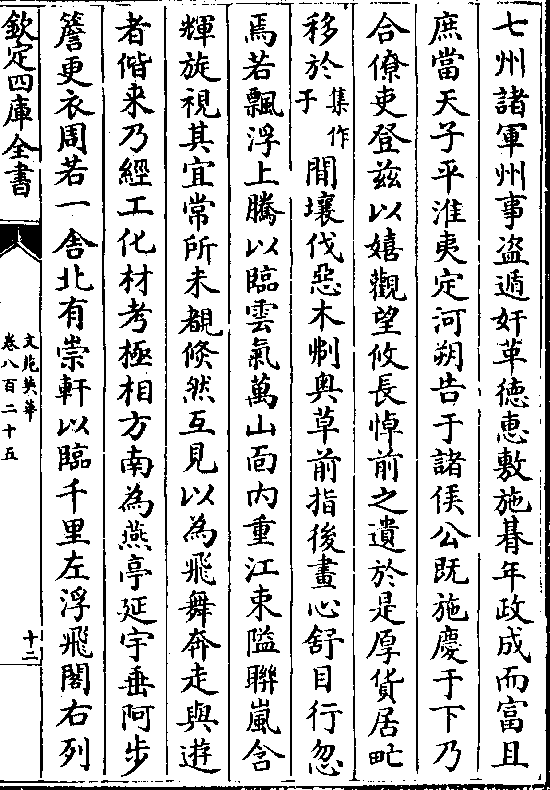 七州諸軍州事盗遁奸革徳恵敷施朞年政成而富且
庶當天子平淮夷定河朔告于諸侯公既施慶于下乃
合僚吏登茲以嬉觀望攸長悼前之遺於是厚貨居甿
移於集作于閒壤伐惡木㓼奥草前指後畫心舒目行忽
焉若飄浮上騰以臨雲氣萬山面内重江束隘聯嵐含
輝旋視其宜常所未覩倐然互見以為飛舞奔走與逰
者偕来乃經工化材考極相方南為燕亭延宇垂阿步
簷更衣周若一舎北有崇軒以臨千里左浮飛閣右列
欽定四庫全書
文苑英華
卷八百二十五
十二